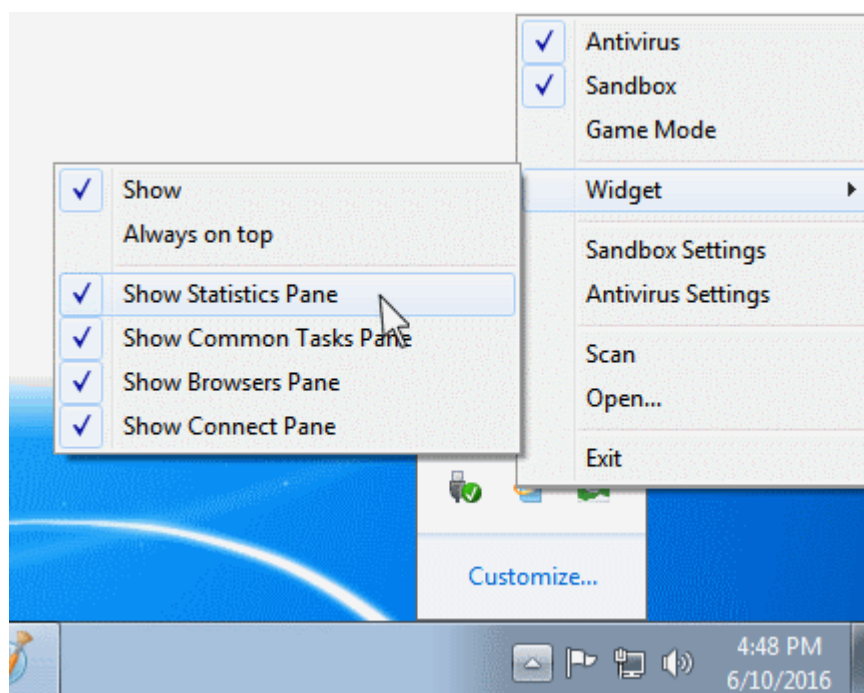 Antivirus
Sandbox
Game Mode
Widget
Sandbox Settings
Antivirus Settings
Scan
Open...
Exit
Show
Always on top
Show Statistics Pane
Show Common Tasks Pane
Show Browsers Pane
Show Connect Pane
Customize...
4:48 PM
6/10/2016